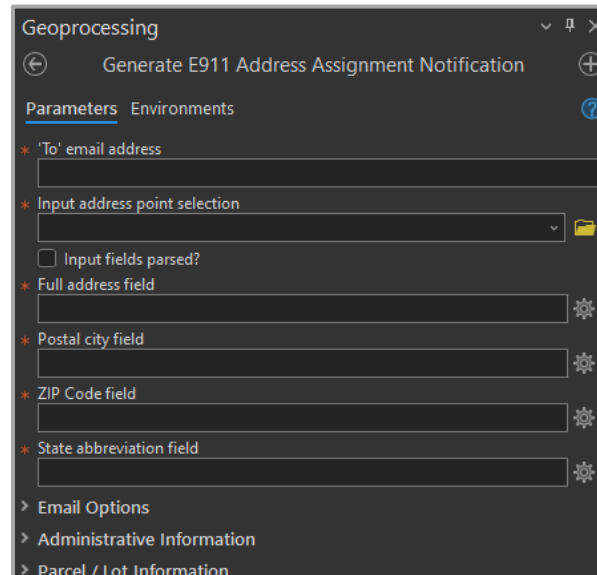 Geoprocessing
Generate E911 Address Assignment Notification
Parameters Environments
* 'To' email address
* Input address point selection
Input fields parsed?
* Full address field
* Postal city field
* ZIP Code field
* State abbreviation field
Email Options
Administrative Information
Parcel / Lot Information